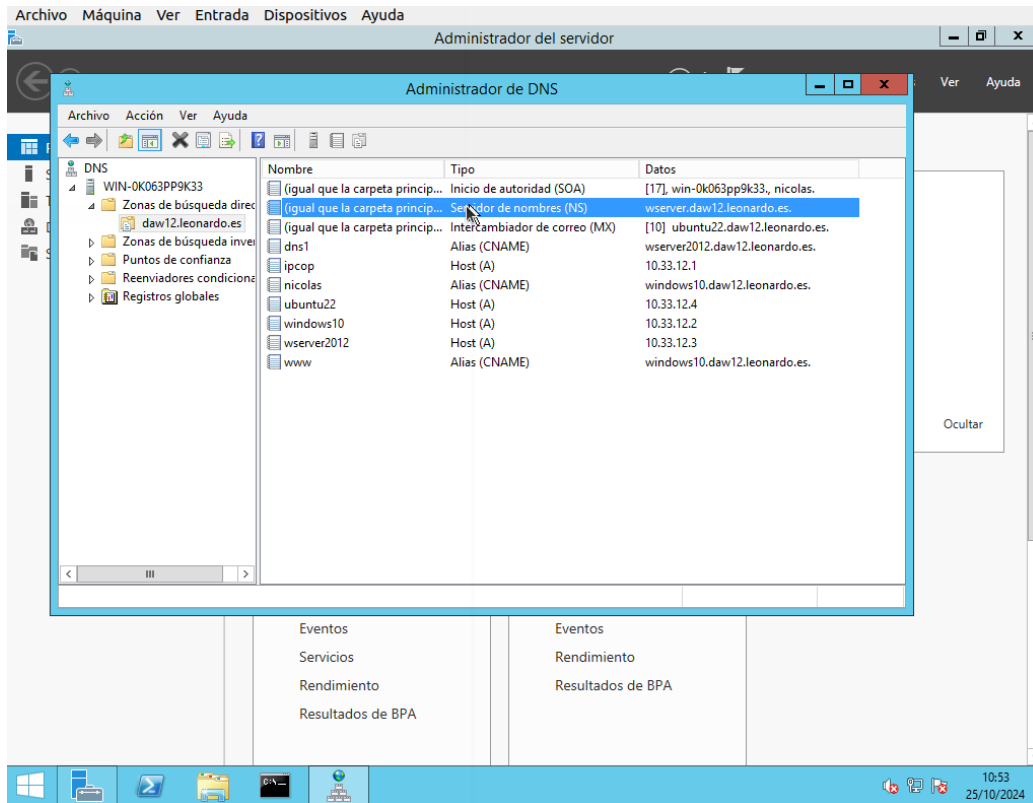 Archivo Máquina Ver Entrada Dispositivos Ayuda
Administrador del servidor
Ver Ayuda
Administrador de DNS
Archivo Acción Ver Ayuda
DNS
WIN-0K063PP9K33
Zonas de búsqueda direc
daw12.leonardo.es
Zonas de búsqueda inver
Puntos de confianza
Reenviadores condiciona
Registros globales
Nombre Tipo Datos
(igual que la carpeta princip... Inicio de autoridad (SOA) [17], win-0k063pp9k33., nicolas.
(igual que la carpeta princip... Servidor de nombres (NS) wserver.daw12.leonardo.es.
(igual que la carpeta princip... Intercambiador de correo (MX) [10] ubuntu22.daw12.leonardo.es.
dns1 Alias (CNAME) wserver2012.daw12.leonardo.es.
ipcop Host (A) 10.33.12.1
nicolas Alias (CNAME) windows10.daw12.leonardo.es.
ubuntu22 Host (A) 10.33.12.4
windows10 Host (A) 10.33.12.2
wserver2012 Host (A) 10.33.12.3
www Alias (CNAME) windows10.daw12.leonardo.es.
Ocultar
Eventos Eventos
Servicios Rendimiento
Rendimiento Resultados de BPA
Resultados de BPA
10:53
25/10/2024